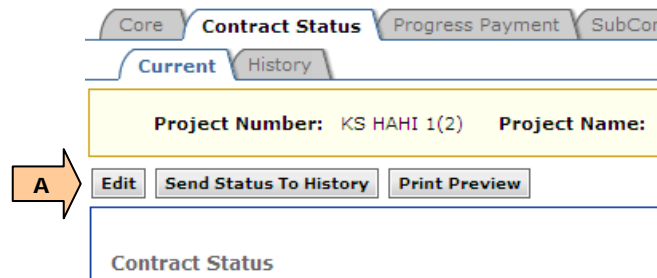 Core Contract Status Progress Payment SubCon
Current History
Project Number: KS HAHI 1(2) Project Name:
A Edit Send Status To History Print Preview
Contract Status